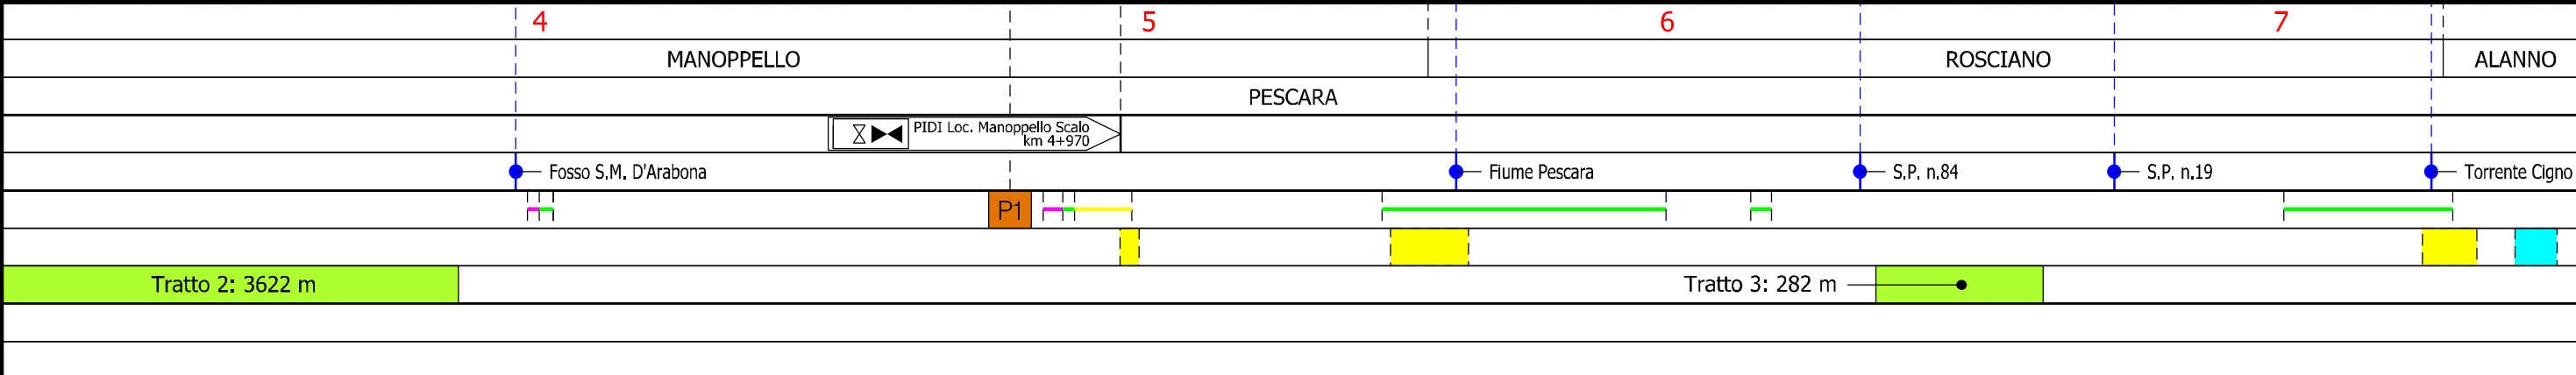 4 5 6 7
MANOPPELLO ROSCIANO ALANNO
PESCARA
PIDI Loc. Manoppello Scalo
km 4+970
Fosso S.M. D'Arabona Fiume Pescara S.P. n.84 S.P. n.19 Torrente Cigno
P1
Tratto 2: 3622 m Tratto 3: 282 m